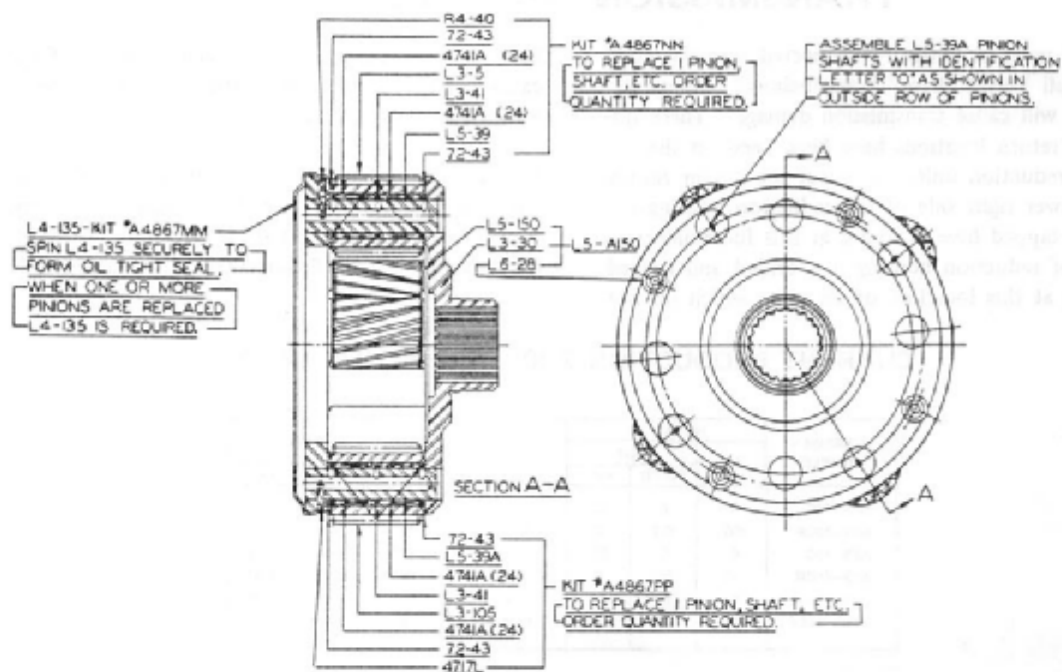 R4-40
72-43
4741A (24)
L3-5
L3-41
4741A (24)
L5-39
72-43
KIT #A4867NN
TO REPLACE 1 PINION,
SHAFT, ETC. ORDER
QUANTITY REQUIRED.
ASSEMBLE L5-39A PINION
SHAFTS WITH IDENTIFICATION
LETTER "O" AS SHOWN IN
OUTSIDE ROW OF PINIONS.
A
L4-135-KIT #A4867MM
SPIN L4-135 SECURELY TO
FORM OIL TIGHT SEAL.
WHEN ONE OR MORE
PINIONS ARE REPLACED
L4-135 IS REQUIRED.
L5-150
L3-30
L6-28
L5-A150
SECTION A-A
A
72-43
L5-39A
4741A (24)
L3-41
L3-105
4741A (24)
72-43
4717L
KIT #A4867PP
TO REPLACE 1 PINION, SHAFT, ETC.
ORDER QUANTITY REQUIRED.